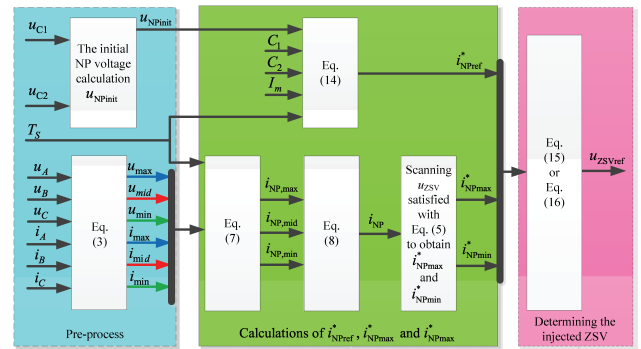 u_C1
u_C2
The initial
NP voltage
calculation
u_NPinit
u_NPinit
T_S
C_1
C_2
I_m
Eq.
(14)
i*_NPref
u_A
u_B
u_C
i_A
i_B
i_C
Eq.
(3)
u_max
u_mid
u_min
i_max
i_mid
i_min
Eq.
(7)
i_NP,max
i_NP,mid
i_NP,min
Eq.
(8)
i_NP
Scanning
u_ZSV
satisfied
with
Eq. (5)
to obtain
i*_NPmax
and
i*_NPmin
i*_NPmax
i*_NPmin
Eq.
(15)
or
Eq.
(16)
u_ZSVref
Pre-process
Calculations of i*_NPref , i*_NPmax and i*_NPmax
Determining the
injected ZSV